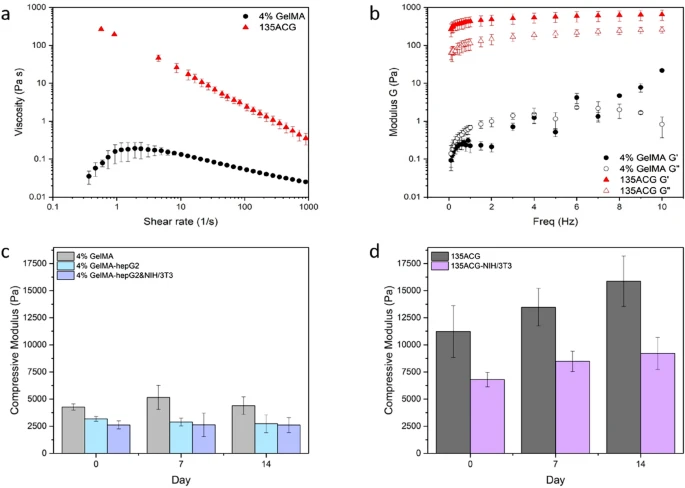 a
1000
100
10
1
0.1
0.01
Viscosity (Pa s)
4% GelMA
135ACG
0.1 1 10 100 1000
Shear rate (1/s)
b
1000
100
10
1
0.1
0.01
Modulus G (Pa)
4% GelMA G'
4% GelMA G"
135ACG G'
135ACG G"
0 2 4 6 8 10
Freq (Hz)
c
17500
15000
12500
10000
7500
5000
2500
0
Compressive Modulus (Pa)
4% GelMA
4% GelMA-hepG2
4% GelMA-hepG2&NIH/3T3
0 7 14
Day
d
17500
15000
12500
10000
7500
5000
2500
0
Compressive Modulus (Pa)
135ACG
135ACG-NIH/3T3
0 7 14
Day